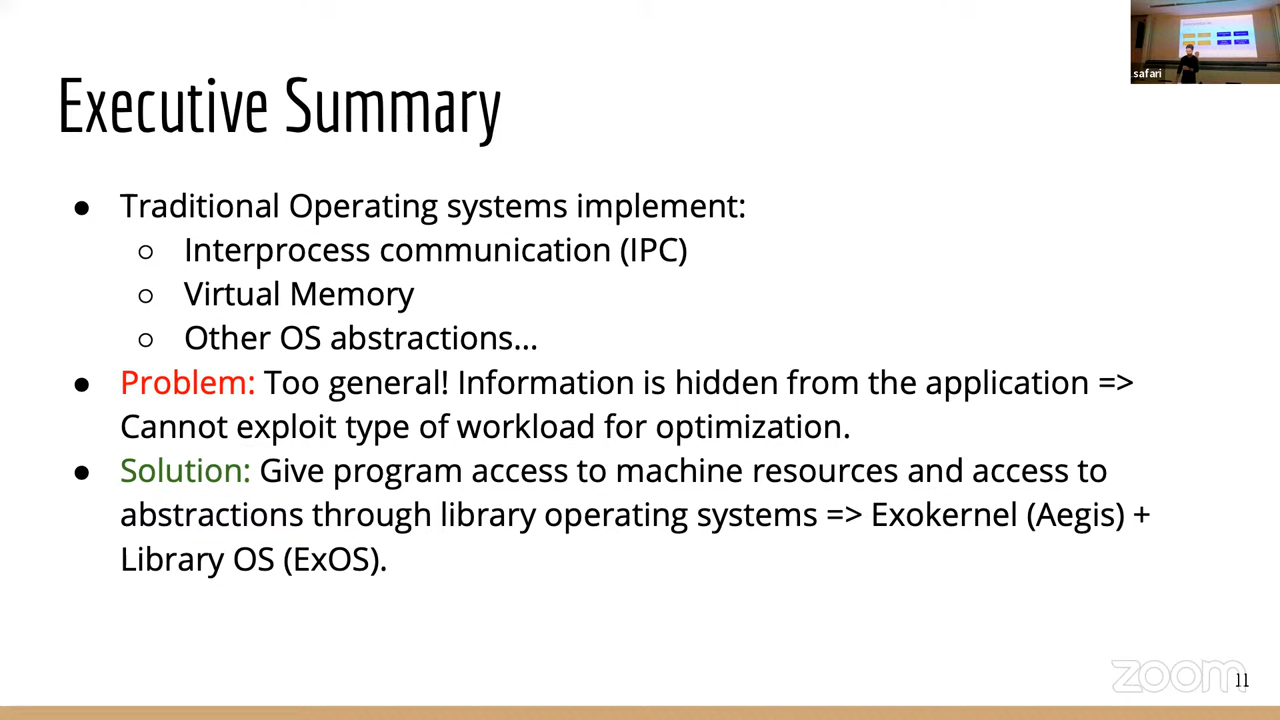 safari
Executive Summary
● Traditional Operating systems implement:
○ Interprocess communication (IPC)
○ Virtual Memory
○ Other OS abstractions...
● Problem: Too general! Information is hidden from the application =>
Cannot exploit type of workload for optimization.
● Solution: Give program access to machine resources and access to
abstractions through library operating systems => Exokernel (Aegis) +
Library OS (ExOS).
zoom
11